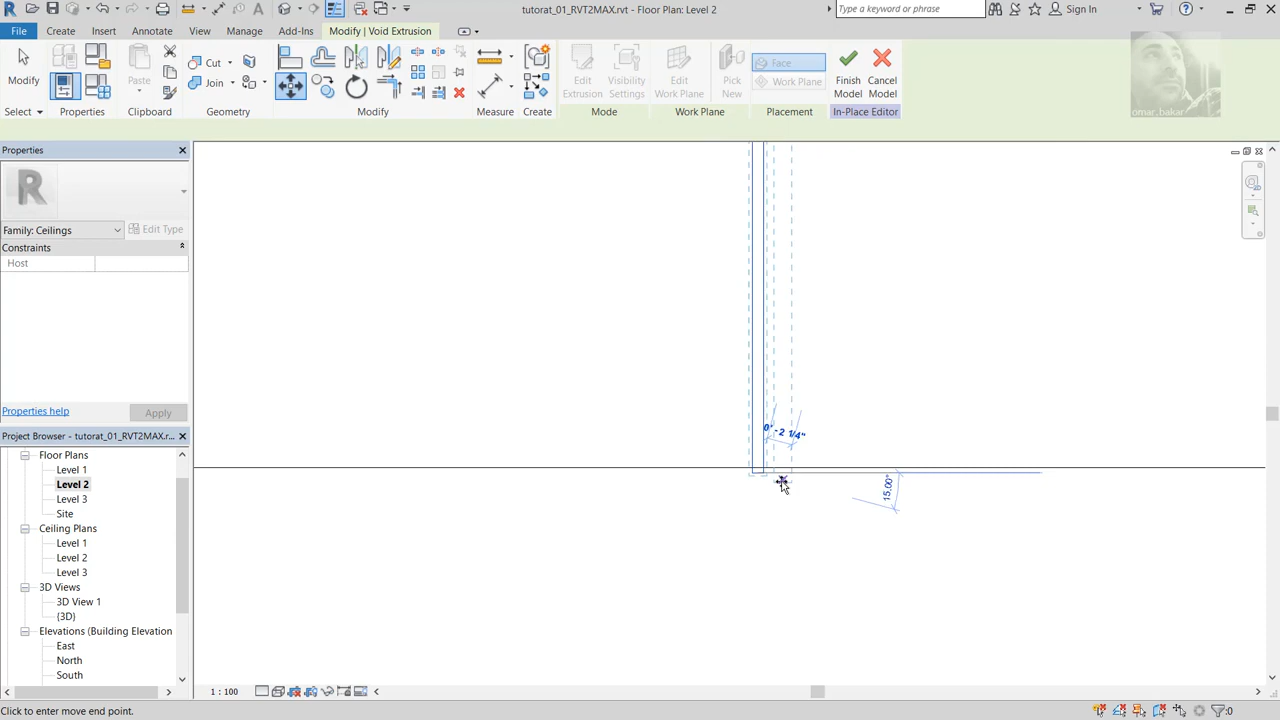 tutorat_01_RVT2MAX.rvt - Floor Plan: Level 2
Type a keyword or phrase
Sign In
File
Create
Insert
Annotate
View
Manage
Add-Ins
Modify | Void Extrusion
Modify
Paste
Cut
Join
Edit
Extrusion
Visibility
Settings
Edit
Work Plane
Pick
New
Face
Work Plane
Finish
Model
Cancel
Model
omar_bakar
Select
Properties
Clipboard
Geometry
Modify
Measure
Create
Mode
Work Plane
Placement
In-Place Editor
Properties
R
Family: Ceilings
Edit Type
Constraints
Host
Properties help
Apply
Project Browser - tutorat_01_RVT2MAX.r...
Floor Plans
Level 1
Level 2
Level 3
Site
Ceiling Plans
Level 1
Level 2
Level 3
3D Views
3D View 1
{3D}
Elevations (Building Elevation
East
North
South
0' - 2 1/4"
15.00°
1 : 100
Click to enter move end point.
:0